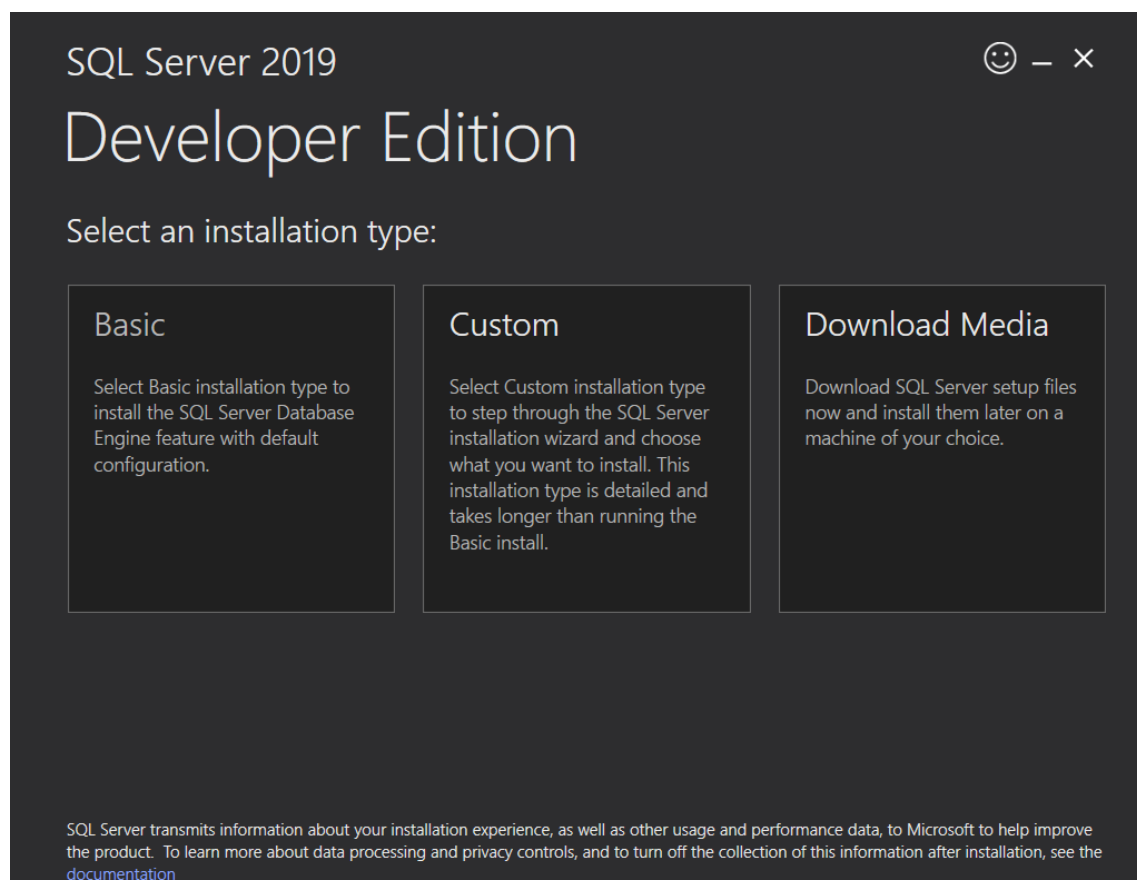 SQL Server 2019
Developer Edition
Select an installation type:
Basic
Select Basic installation type to
install the SQL Server Database
Engine feature with default
configuration.
Custom
Select Custom installation type
to step through the SQL Server
installation wizard and choose
what you want to install. This
installation type is detailed and
takes longer than running the
Basic install.
Download Media
Download SQL Server setup files
now and install them later on a
machine of your choice.
SQL Server transmits information about your installation experience, as well as other usage and performance data, to Microsoft to help improve
the product.  To learn more about data processing and privacy controls, and to turn off the collection of this information after installation, see the
documentation